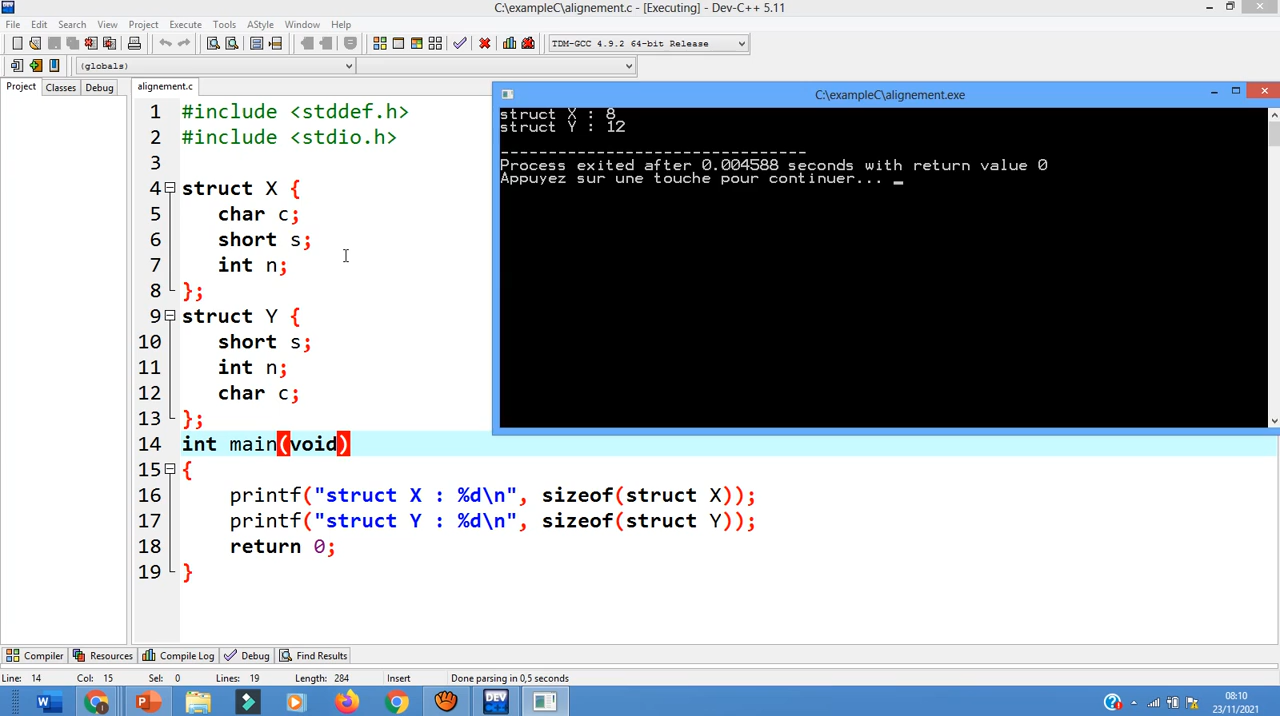 C:\exampleC\alignement.c - [Executing] - Dev-C++ 5.11
File Edit Search View Project Execute Tools AStyle Window Help
TDM-GCC 4.9.2 64-bit Release
(globals)
Project Classes Debug
alignement.c
1 #include <stddef.h>
2 #include <stdio.h>
3
4 struct X {
5 char c;
6 short s;
7 int n;
8 };
9 struct Y {
10 short s;
11 int n;
12 char c;
13 };
14 int main(void)
15 {
16 printf("struct X : %d\n", sizeof(struct X));
17 printf("struct Y : %d\n", sizeof(struct Y));
18 return 0;
19 }
C:\exampleC\alignement.exe
struct X : 8
struct Y : 12
--------------------------------
Process exited after 0.004588 seconds with return value 0
Appuyez sur une touche pour continuer... _
Compiler Resources Compile Log Debug Find Results
Line: 14 Col: 15 Sel: 0 Lines: 19 Length: 284 Insert Done parsing in 0,5 seconds
DEV
08:10
23/11/2021